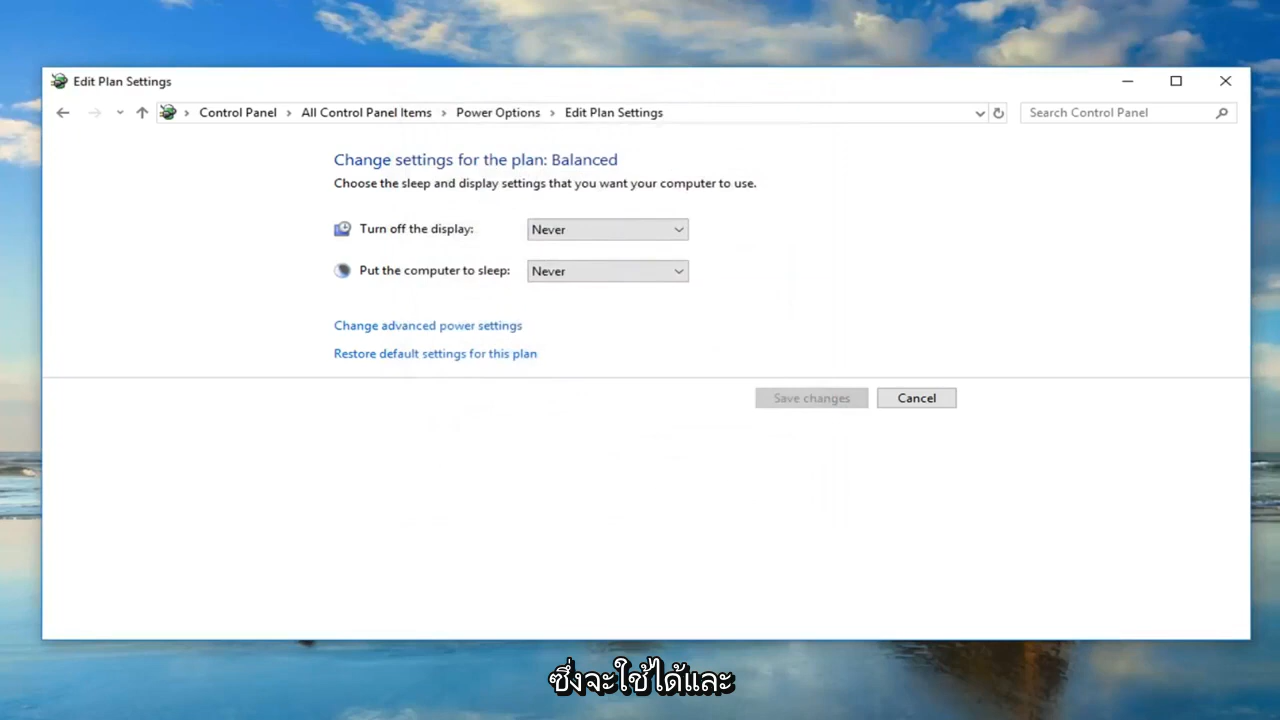 Edit Plan Settings
Control Panel > All Control Panel Items > Power Options > Edit Plan Settings
Search Control Panel
Change settings for the plan: Balanced
Choose the sleep and display settings that you want your computer to use.
Turn off the display: Never
Put the computer to sleep: Never
Change advanced power settings
Restore default settings for this plan
Save changes Cancel
ซึ่งจะใช้ได้และ